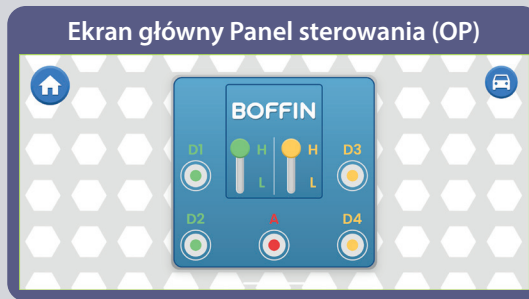 Ekran główny Panel sterowania (OP)
BOFFIN
D1 H H D3
L L
D2 A D4